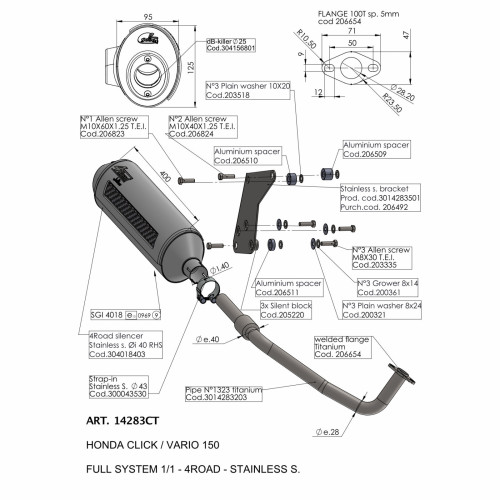 95
125
dB-killer ∅25
Cod.304156801
FLANGE 100T sp. 5mm
cod 206654
71
50
R10.50
9
47
12
∅28.20
R23.50
N°3 Plain washer 10X20
Cod.203518
N°1 Allen screw
M10X60X1.25 T.E.I.
Cod.206823
N°2 Allen screw
M10X40X1.25 T.E.I.
Cod.206824
Aluminium spacer
Cod.206510
Aluminium spacer
Cod.206509
400
Stainless s. bracket
Prod. cod.3014283501
Purch.cod. 206492
N°3 Allen screw
M8X30 T.E.I.
Cod.203335
∅1.40
Aluminium spacer
Cod.206511
N°3 Grower 8x14
Cod.200361
3x Silent block
Cod.205220
N°3 Plain washer 8x24
Cod.200321
SGI 4018 e 0969 9
4Road silencer
Stainless s. Øi 40 RHS
Cod.304018403
∅e.40
welded flange
Titanium
cod. 206654
Strap-in
Stainless S. ∅ 43
Cod.300043530
Pipe N°1323 titanium
Cod.3014283203
∅e.28
ART. 14283CT
HONDA CLICK / VARIO 150
FULL SYSTEM 1/1 - 4ROAD - STAINLESS S.